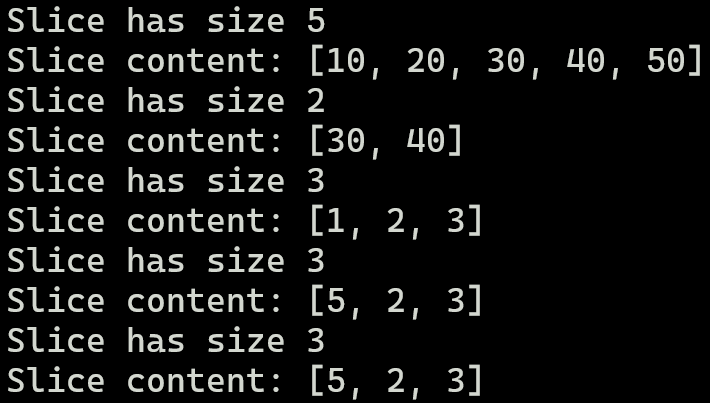 Slice has size 5
Slice content: [10, 20, 30, 40, 50]
Slice has size 2
Slice content: [30, 40]
Slice has size 3
Slice content: [1, 2, 3]
Slice has size 3
Slice content: [5, 2, 3]
Slice has size 3
Slice content: [5, 2, 3]